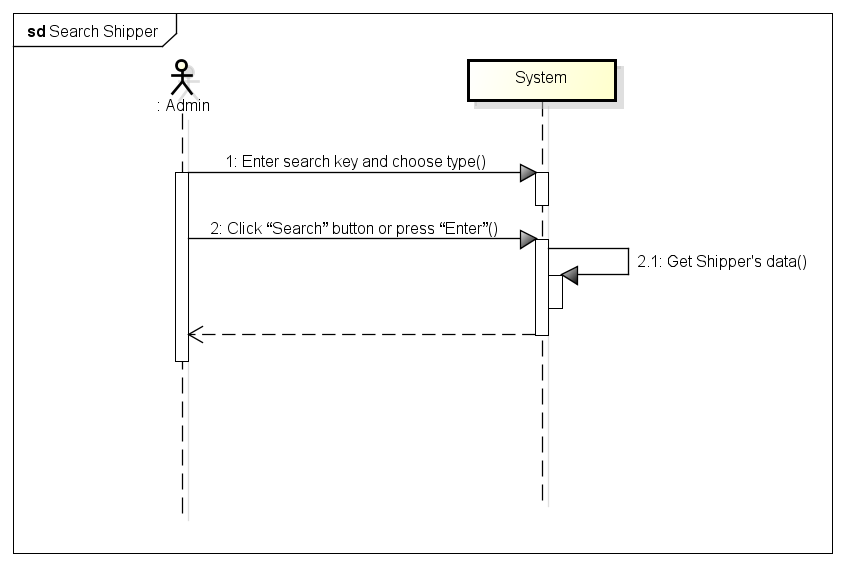 sd Search Shipper
: Admin
System
1: Enter search key and choose type()
2: Click “Search” button or press “Enter”()
2.1: Get Shipper's data()